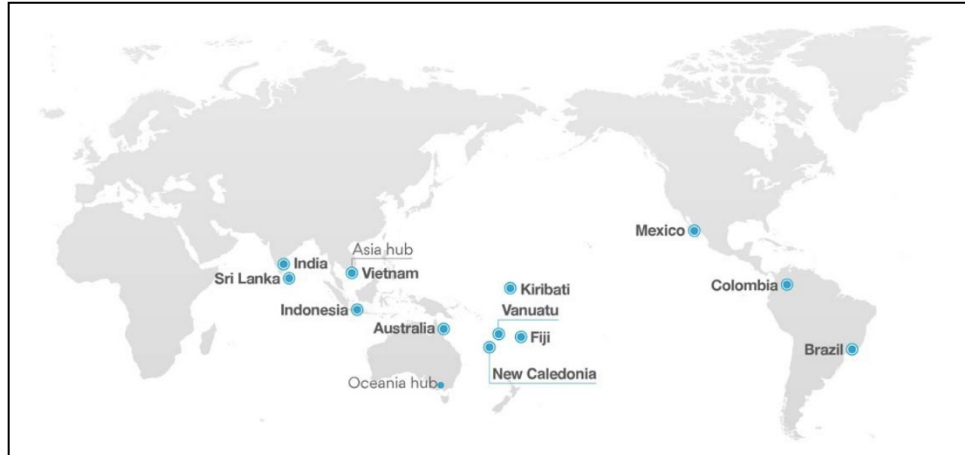 Mexico
Asia hub
India
Vietnam
Sri Lanka
Colombia
Kiribati
Indonesia
Vanuatu
Australia
Fiji
Brazil
New Caledonia
Oceania hub